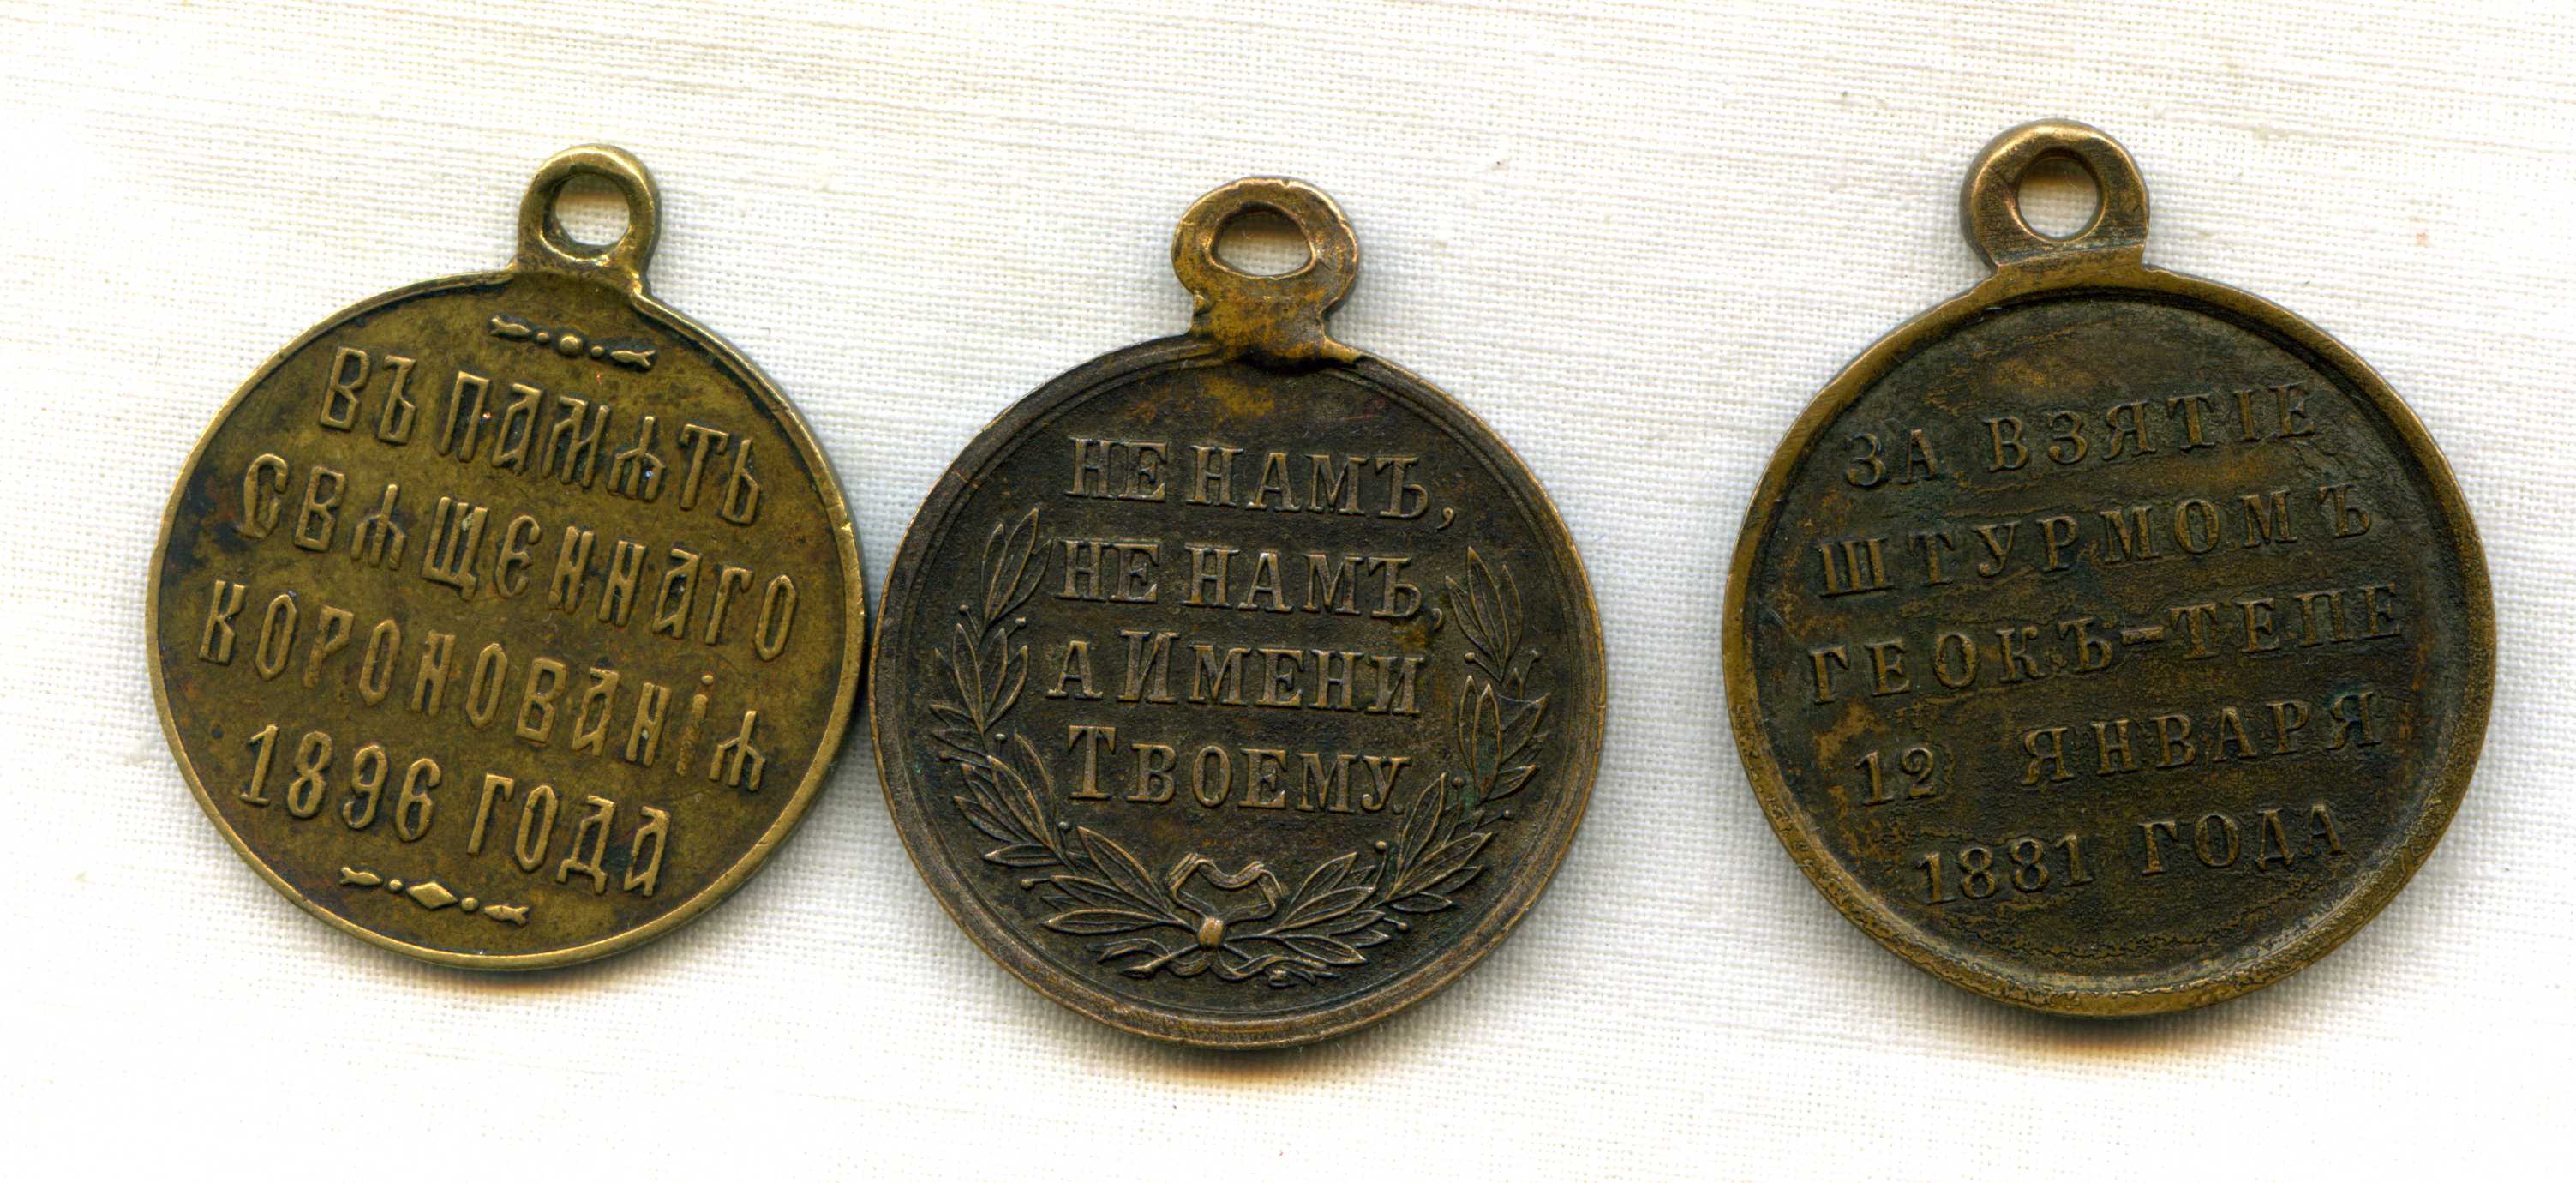 ВЪ ПАМѦТЬ
СВѦЩЕННАГО
КОРОНОВАНІѦ
1896 ГОДА
НЕ НАМЪ,
НЕ НАМЪ,
А ИМЕНИ
ТВОЕМУ.
ЗА ВЗЯТІЕ
ШТУРМОМЪ
ГЕОКЪ-ТЕПЕ
12 ЯНВАРЯ
1881 ГОДА